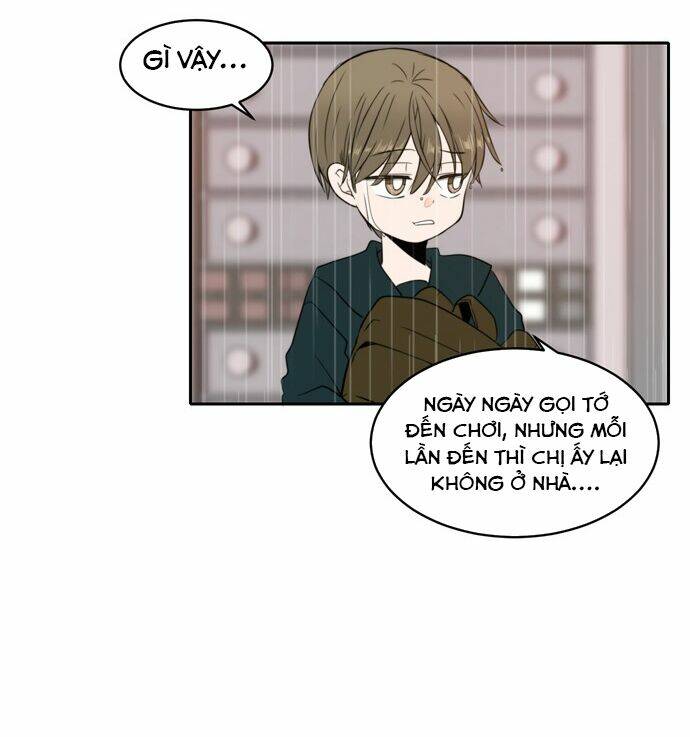 GÌ VẬY...
NGÀY NGÀY GỌI TỚ
ĐẾN CHƠI, NHƯNG MỖI
LẦN ĐẾN THÌ CHỊ ẤY LẠI
KHÔNG Ở NHÀ....